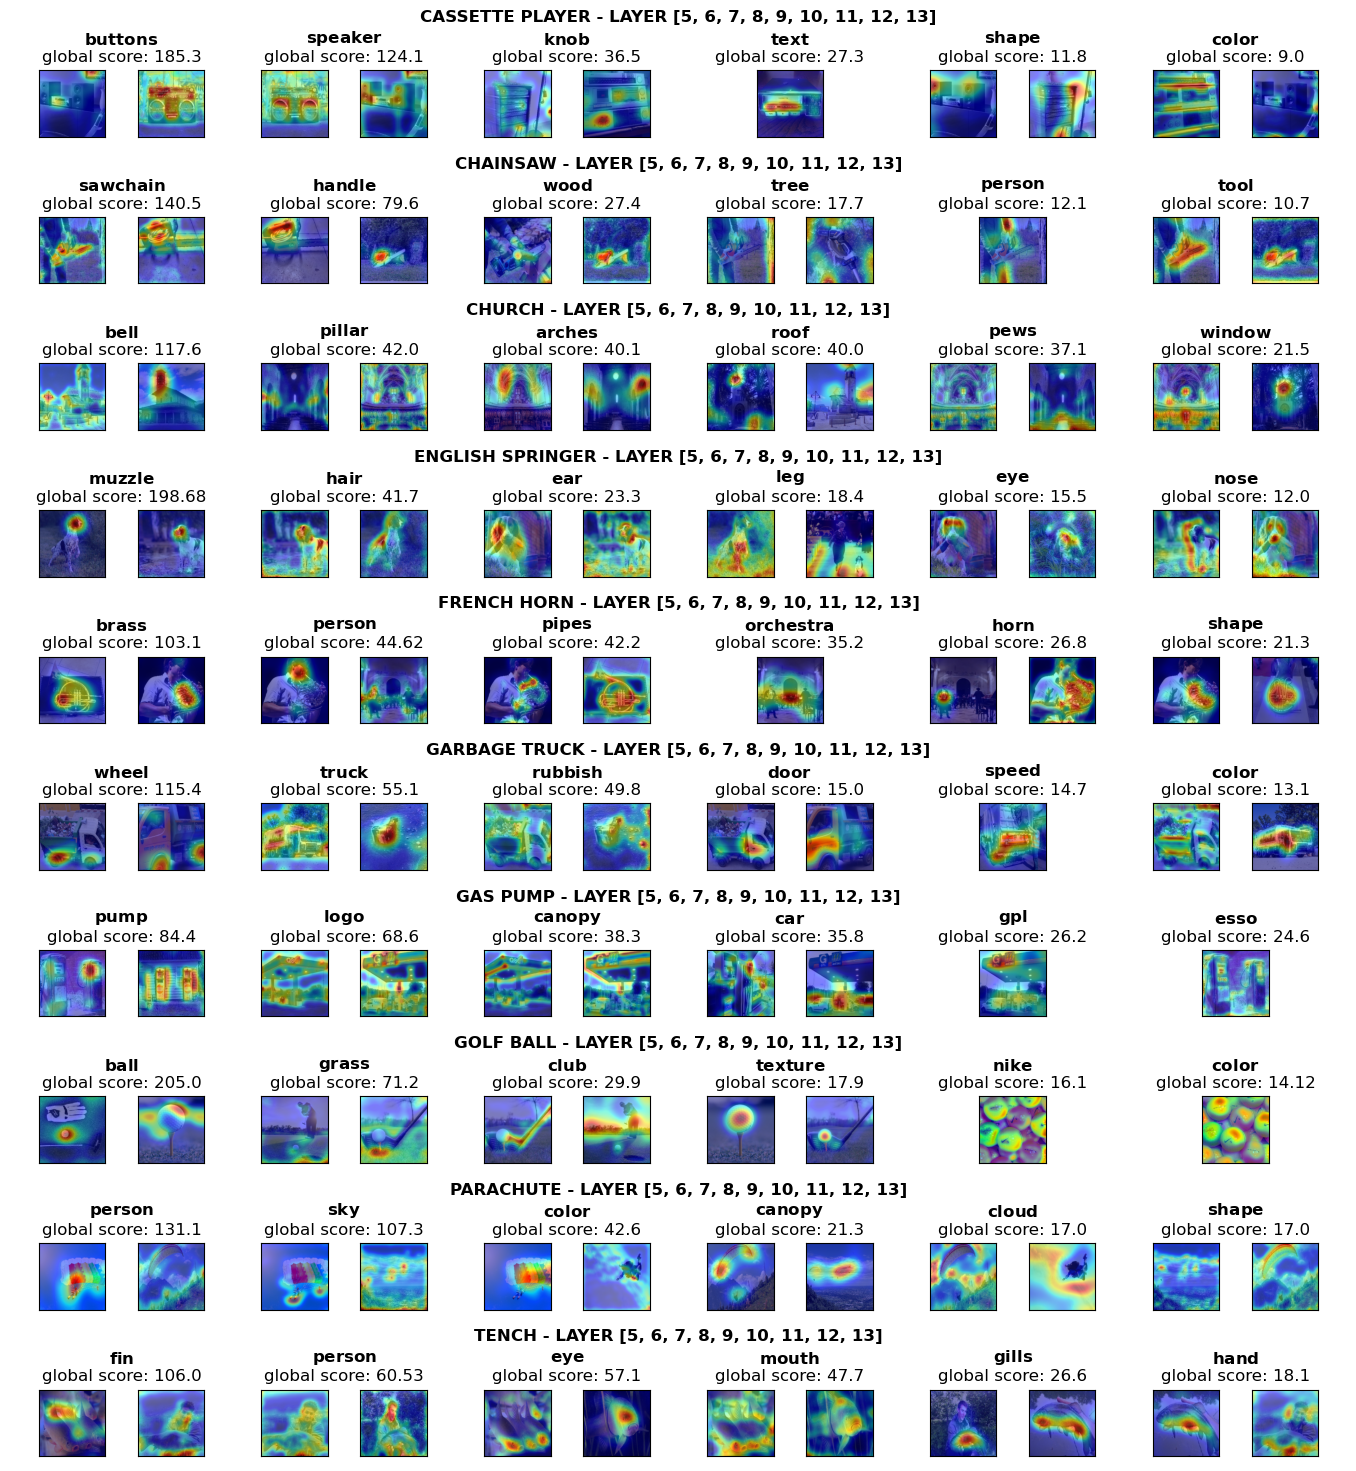 CASSETTE PLAYER - LAYER [5, 6, 7, 8, 9, 10, 11, 12, 13]
buttons speaker knob text shape color
global score: 185.3 global score: 124.1 global score: 36.5 global score: 27.3 global score: 11.8 global score: 9.0
CHAINSAW - LAYER [5, 6, 7, 8, 9, 10, 11, 12, 13]
sawchain handle wood tree person tool
global score: 140.5 global score: 79.6 global score: 27.4 global score: 17.7 global score: 12.1 global score: 10.7
CHURCH - LAYER [5, 6, 7, 8, 9, 10, 11, 12, 13]
bell pillar arches roof pews window
global score: 117.6 global score: 42.0 global score: 40.1 global score: 40.0 global score: 37.1 global score: 21.5
ENGLISH SPRINGER - LAYER [5, 6, 7, 8, 9, 10, 11, 12, 13]
muzzle hair ear leg eye nose
global score: 198.68 global score: 41.7 global score: 23.3 global score: 18.4 global score: 15.5 global score: 12.0
FRENCH HORN - LAYER [5, 6, 7, 8, 9, 10, 11, 12, 13]
brass person pipes orchestra horn shape
global score: 103.1 global score: 44.62 global score: 42.2 global score: 35.2 global score: 26.8 global score: 21.3
GARBAGE TRUCK - LAYER [5, 6, 7, 8, 9, 10, 11, 12, 13]
wheel truck rubbish door speed color
global score: 115.4 global score: 55.1 global score: 49.8 global score: 15.0 global score: 14.7 global score: 13.1
GAS PUMP - LAYER [5, 6, 7, 8, 9, 10, 11, 12, 13]
pump logo canopy car gpl esso
global score: 84.4 global score: 68.6 global score: 38.3 global score: 35.8 global score: 26.2 global score: 24.6
GOLF BALL - LAYER [5, 6, 7, 8, 9, 10, 11, 12, 13]
ball grass club texture nike color
global score: 205.0 global score: 71.2 global score: 29.9 global score: 17.9 global score: 16.1 global score: 14.12
PARACHUTE - LAYER [5, 6, 7, 8, 9, 10, 11, 12, 13]
person sky color canopy cloud shape
global score: 131.1 global score: 107.3 global score: 42.6 global score: 21.3 global score: 17.0 global score: 17.0
TENCH - LAYER [5, 6, 7, 8, 9, 10, 11, 12, 13]
fin person eye mouth gills hand
global score: 106.0 global score: 60.53 global score: 57.1 global score: 47.7 global score: 26.6 global score: 18.1